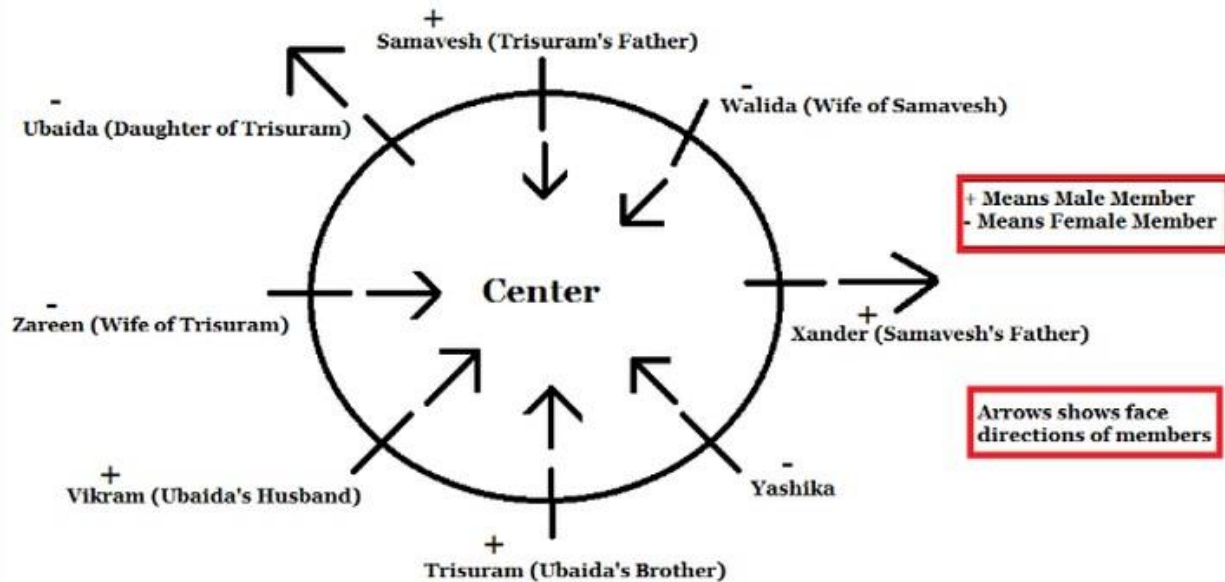 +
Samavesh (Trisuram's Father)
-
Walida (Wife of Samavesh)
-
Ubaida (Daughter of Trisuram)
+ Means Male Member
- Means Female Member
Center
-
Zareen (Wife of Trisuram)
+
Xander (Samavesh's Father)
Arrows shows face
directions of members
+
Vikram (Ubaida's Husband)
-
Yashika
+
Trisuram (Ubaida's Brother)